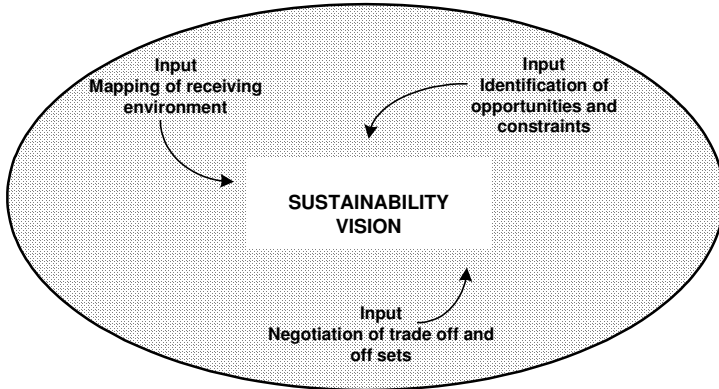 Input
Mapping of receiving
environment
Input
Identification of
opportunities and
constraints
SUSTAINABILITY
VISION
Input
Negotiation of trade off and
off sets